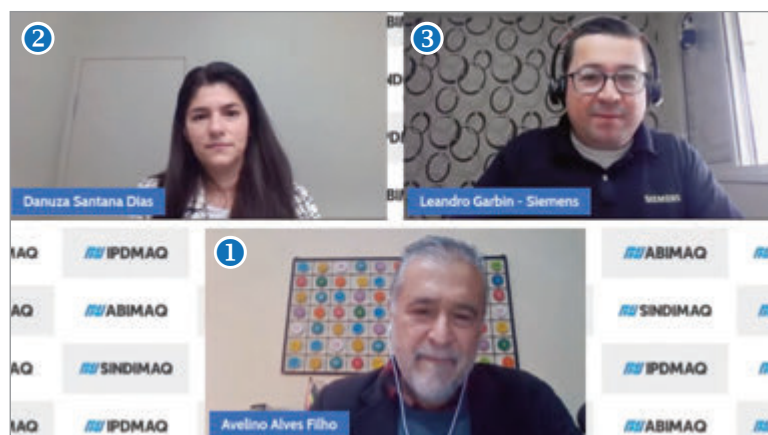 2
3
Danuza Santana Dias
Leandro Garbin - Siemens
SIEMENS
1
Avelino Alves Filho
IPDMAQ
ABIMAQ
SINDIMAQ
IPDMAQ
ABIMAQ
SINDIMAQ
IPDMAQ
ABIMAQ